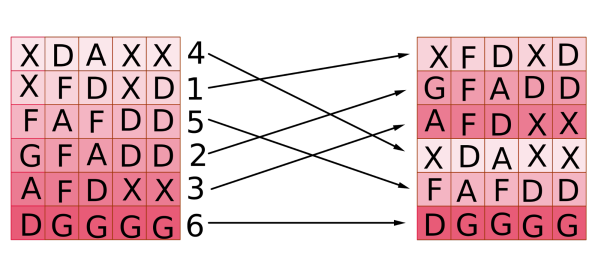 X D A X X 4 X F D X D
X F D X D 1 G F A D D
F A F D D 5 A F D X X
G F A D D 2 X D A X X
A F D X X 3 F A F D D
D G G G G 6 D G G G G